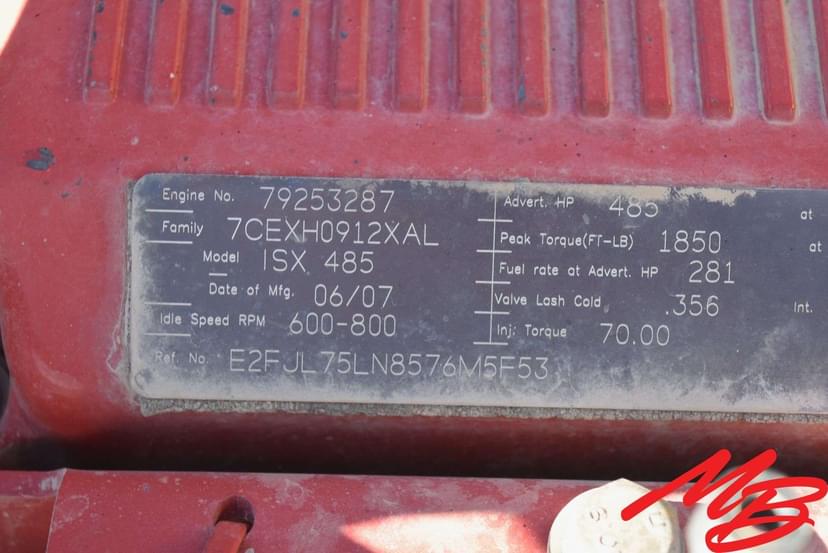 Engine No. 79253287
Family 7CEXH0912XAL
Model ISX 485
Date of Mfg. 06/07
Idle Speed RPM 600-800
Ref. No. E2FJL75LN8576M5F53
Advert. HP 485 at
Peak Torque(FT-LB) 1850 at
Fuel rate at Advert. HP 281
Valve Lash Cold .356 Int.
Inj. Torque 70.00
MB